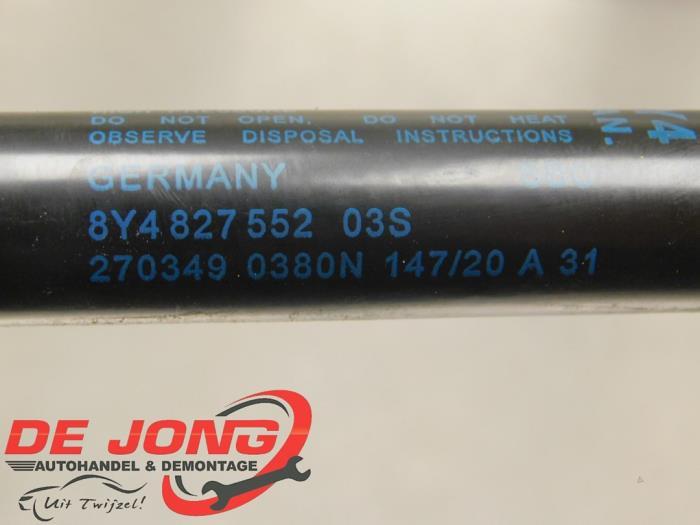 DO NOT OPEN, DO NOT HEAT
OBSERVE DISPOSAL INSTRUCTIONS
GERMANY
8Y4 827 552 03S
270349 0380N 147/20 A 31
Y4
N.
DE JONG
AUTOHANDEL & DEMONTAGE
Uit Twijzel!